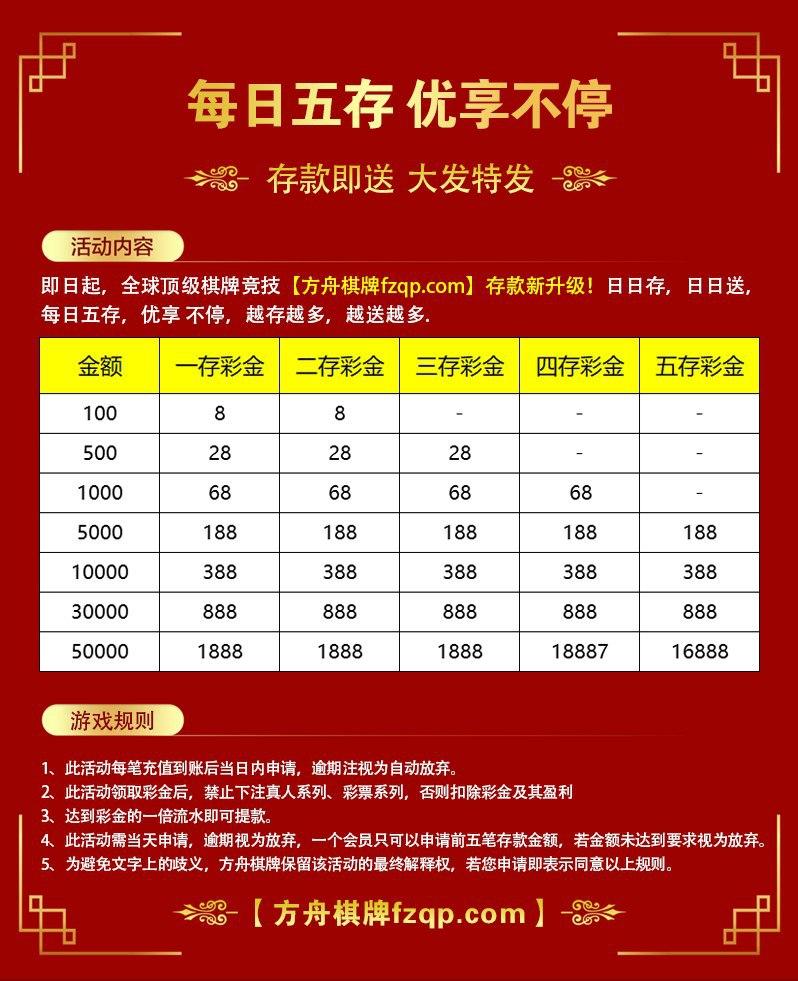 每日五存 优享不停
存款即送 大发特发
活动内容
即日起，全球顶级棋牌竞技【方舟棋牌fzqp.com】存款新升级！日日存，日日送，
每日五存，优享 不停，越存越多，越送越多.
金额 一存彩金 二存彩金 三存彩金 四存彩金 五存彩金
100 8 8 - - -
500 28 28 28 - -
1000 68 68 68 68 -
5000 188 188 188 188 188
10000 388 388 388 388 388
30000 888 888 888 888 888
50000 1888 1888 1888 18887 16888
游戏规则
1、此活动每笔充值到账后当日内申请，逾期注视为自动放弃。
2、此活动领取彩金后，禁止下注真人系列、彩票系列，否则扣除彩金及其盈利
3、达到彩金的一倍流水即可提款。
4、此活动需当天申请，逾期视为放弃，一个会员只可以申请前五笔存款金额，若金额未达到要求视为放弃。
5、为避免文字上的歧义，方舟棋牌保留该活动的最终解释权，若您申请即表示同意以上规则。
【方舟棋牌fzqp.com】